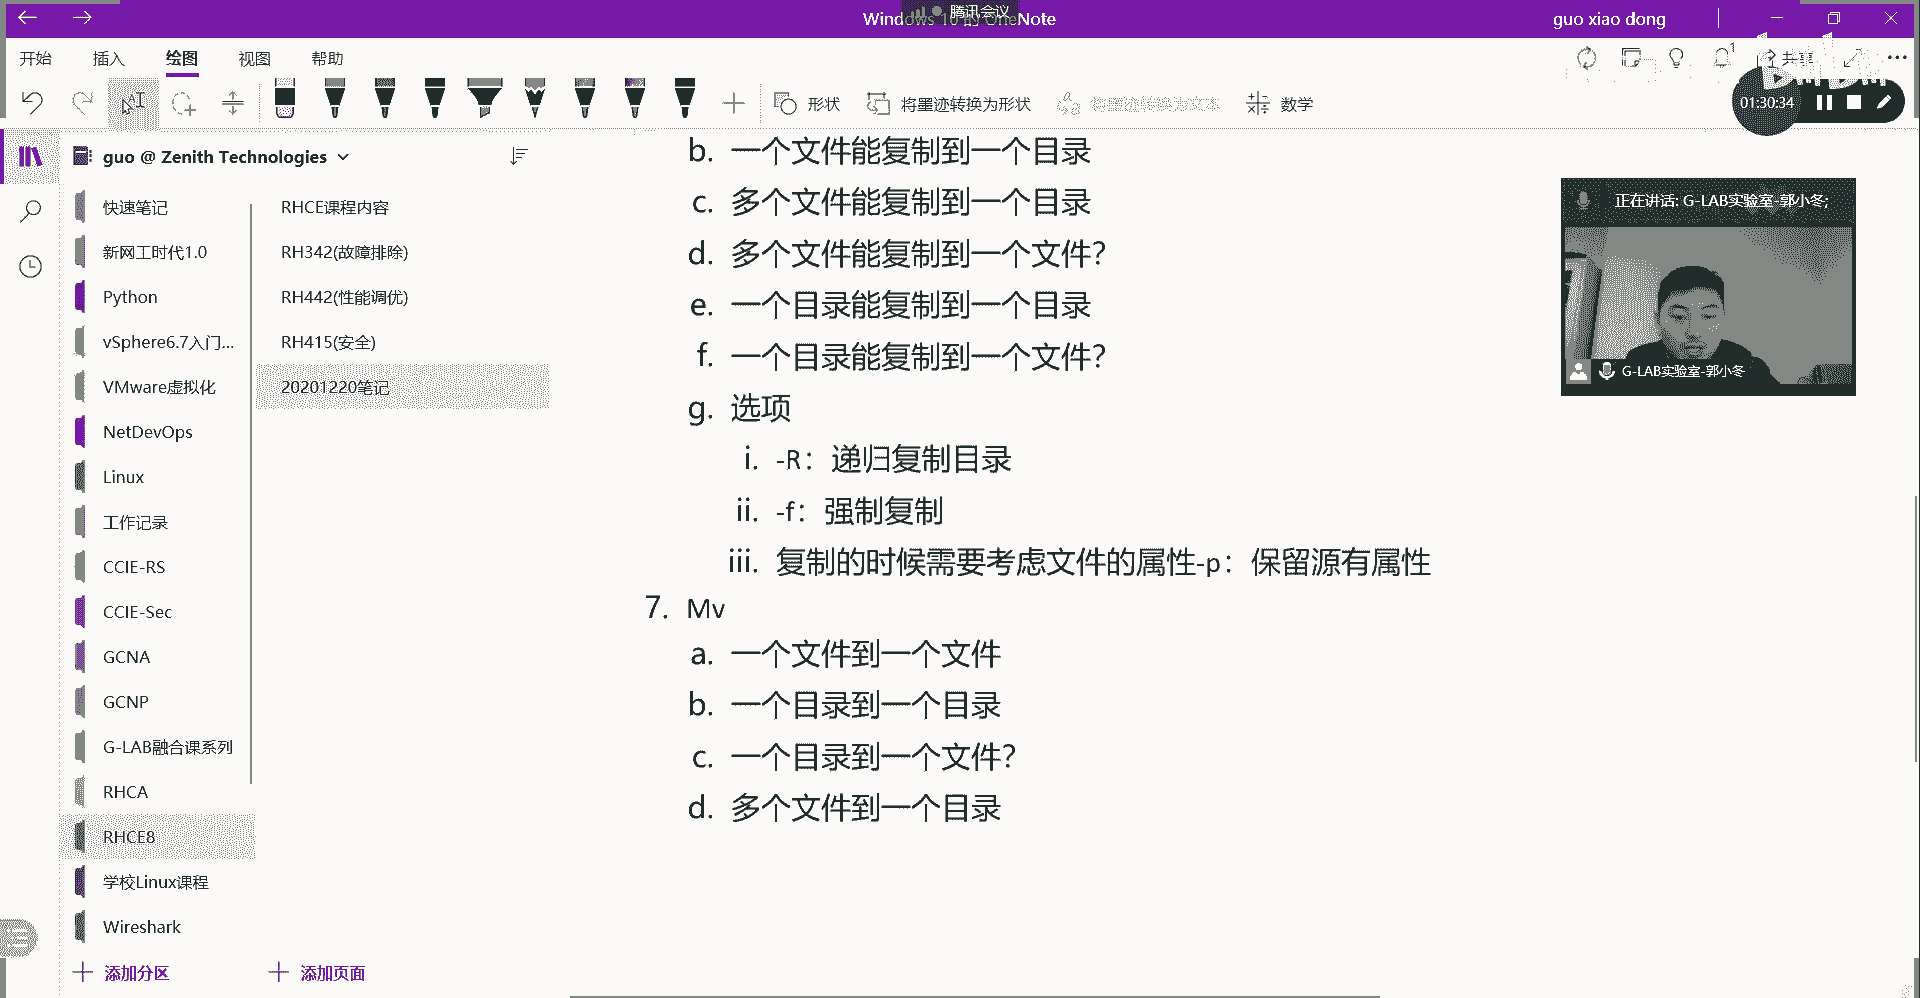 Windows 10 的 OneNote
腾讯会议
guo xiao dong
开始 插入 绘图 视图 帮助
共享
形状 将墨迹转换为形状 将墨迹转换为文本 数学
01:30:34
guo @ Zenith Technologies
快速笔记
新网工时代1.0
Python
vSphere6.7入门...
VMware虚拟化
NetDevOps
Linux
工作记录
CCIE-RS
CCIE-Sec
GCNA
GCNP
G-LAB融合课系列
RHCA
RHCE8
学校Linux课程
Wireshark
添加分区
RHCE课程内容
RH342(故障排除)
RH442(性能调优)
RH415(安全)
20201220笔记
添加页面
b. 一个文件能复制到一个目录
c. 多个文件能复制到一个目录
d. 多个文件能复制到一个文件?
e. 一个目录能复制到一个目录
f. 一个目录能复制到一个文件?
g. 选项
i. -R：递归复制目录
ii. -f：强制复制
iii. 复制的时候需要考虑文件的属性-p：保留源有属性
7. Mv
a. 一个文件到一个文件
b. 一个目录到一个目录
c. 一个目录到一个文件?
d. 多个文件到一个目录
正在讲话: G-LAB实验室-郭小冬;
G-LAB实验室-郭小冬